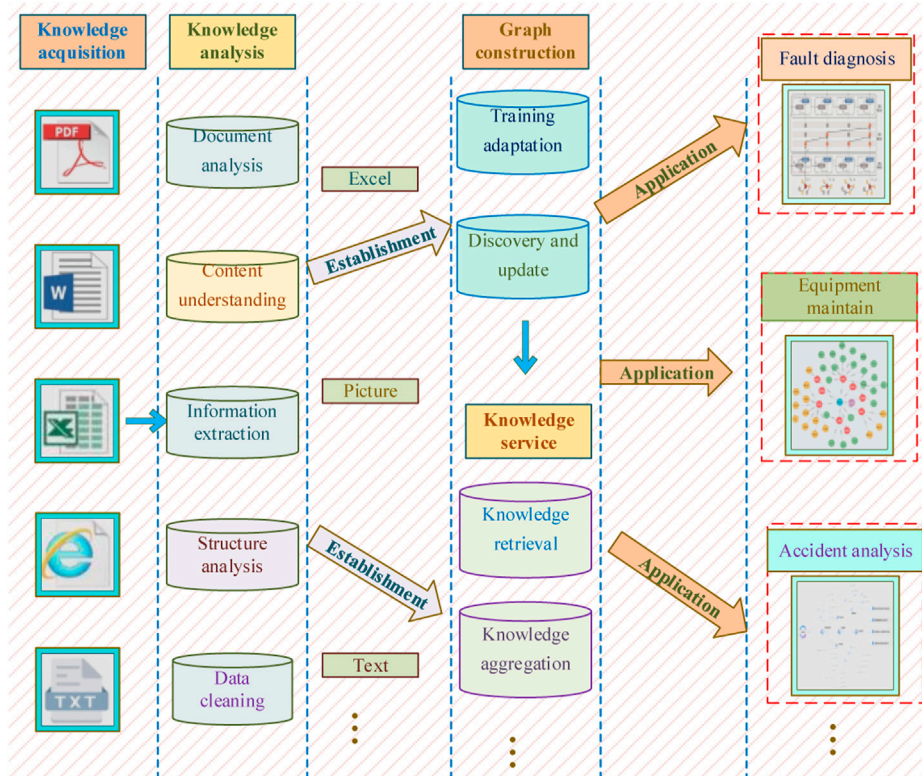 Knowledge
acquisition
Knowledge
analysis
Graph
construction
Fault diagnosis
PDF
Document
analysis
Training
adaptation
Application
Excel
W
Content
understanding
Establishment
Discovery and
update
Equipment
maintain
Application
Picture
X
Information
extraction
Knowledge
service
Structure
analysis
Establishment
Knowledge
retrieval
Application
Accident analysis
Knowledge
aggregation
Text
TXT
Data
cleaning